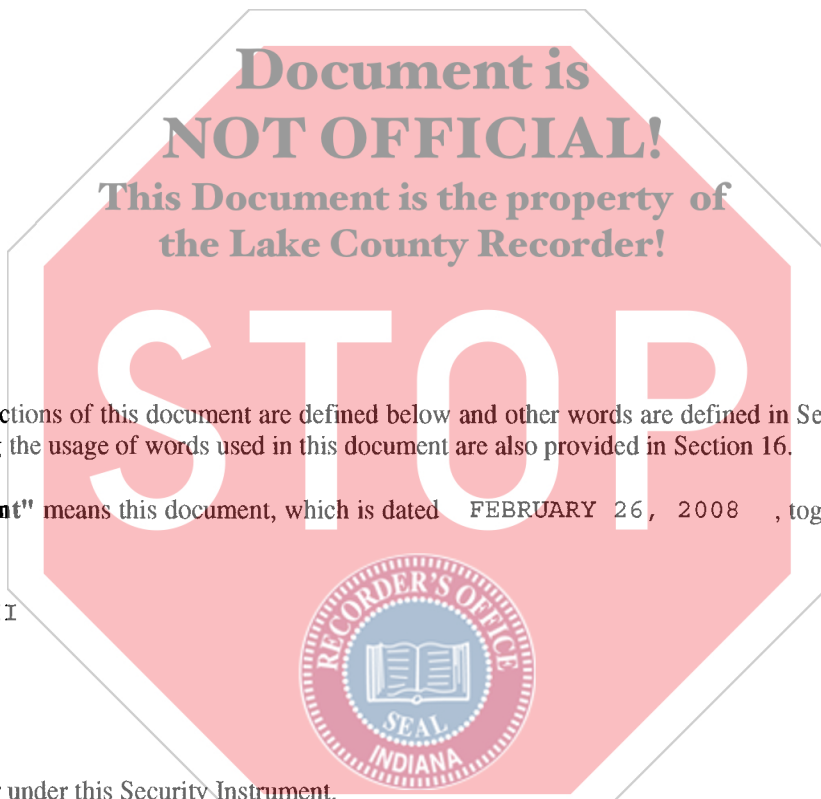 Document is
NOT OFFICIAL!
This Document is the property of
the Lake County Recorder!
STOP
ctions of this document are defined below and other words are defined in Se
the usage of words used in this document are also provided in Section 16.
nt" means this document, which is dated FEBRUARY 26, 2008 , tog
I
RECORDER'S OFFICE
SEAL
INDIANA
under this Security Instrument.